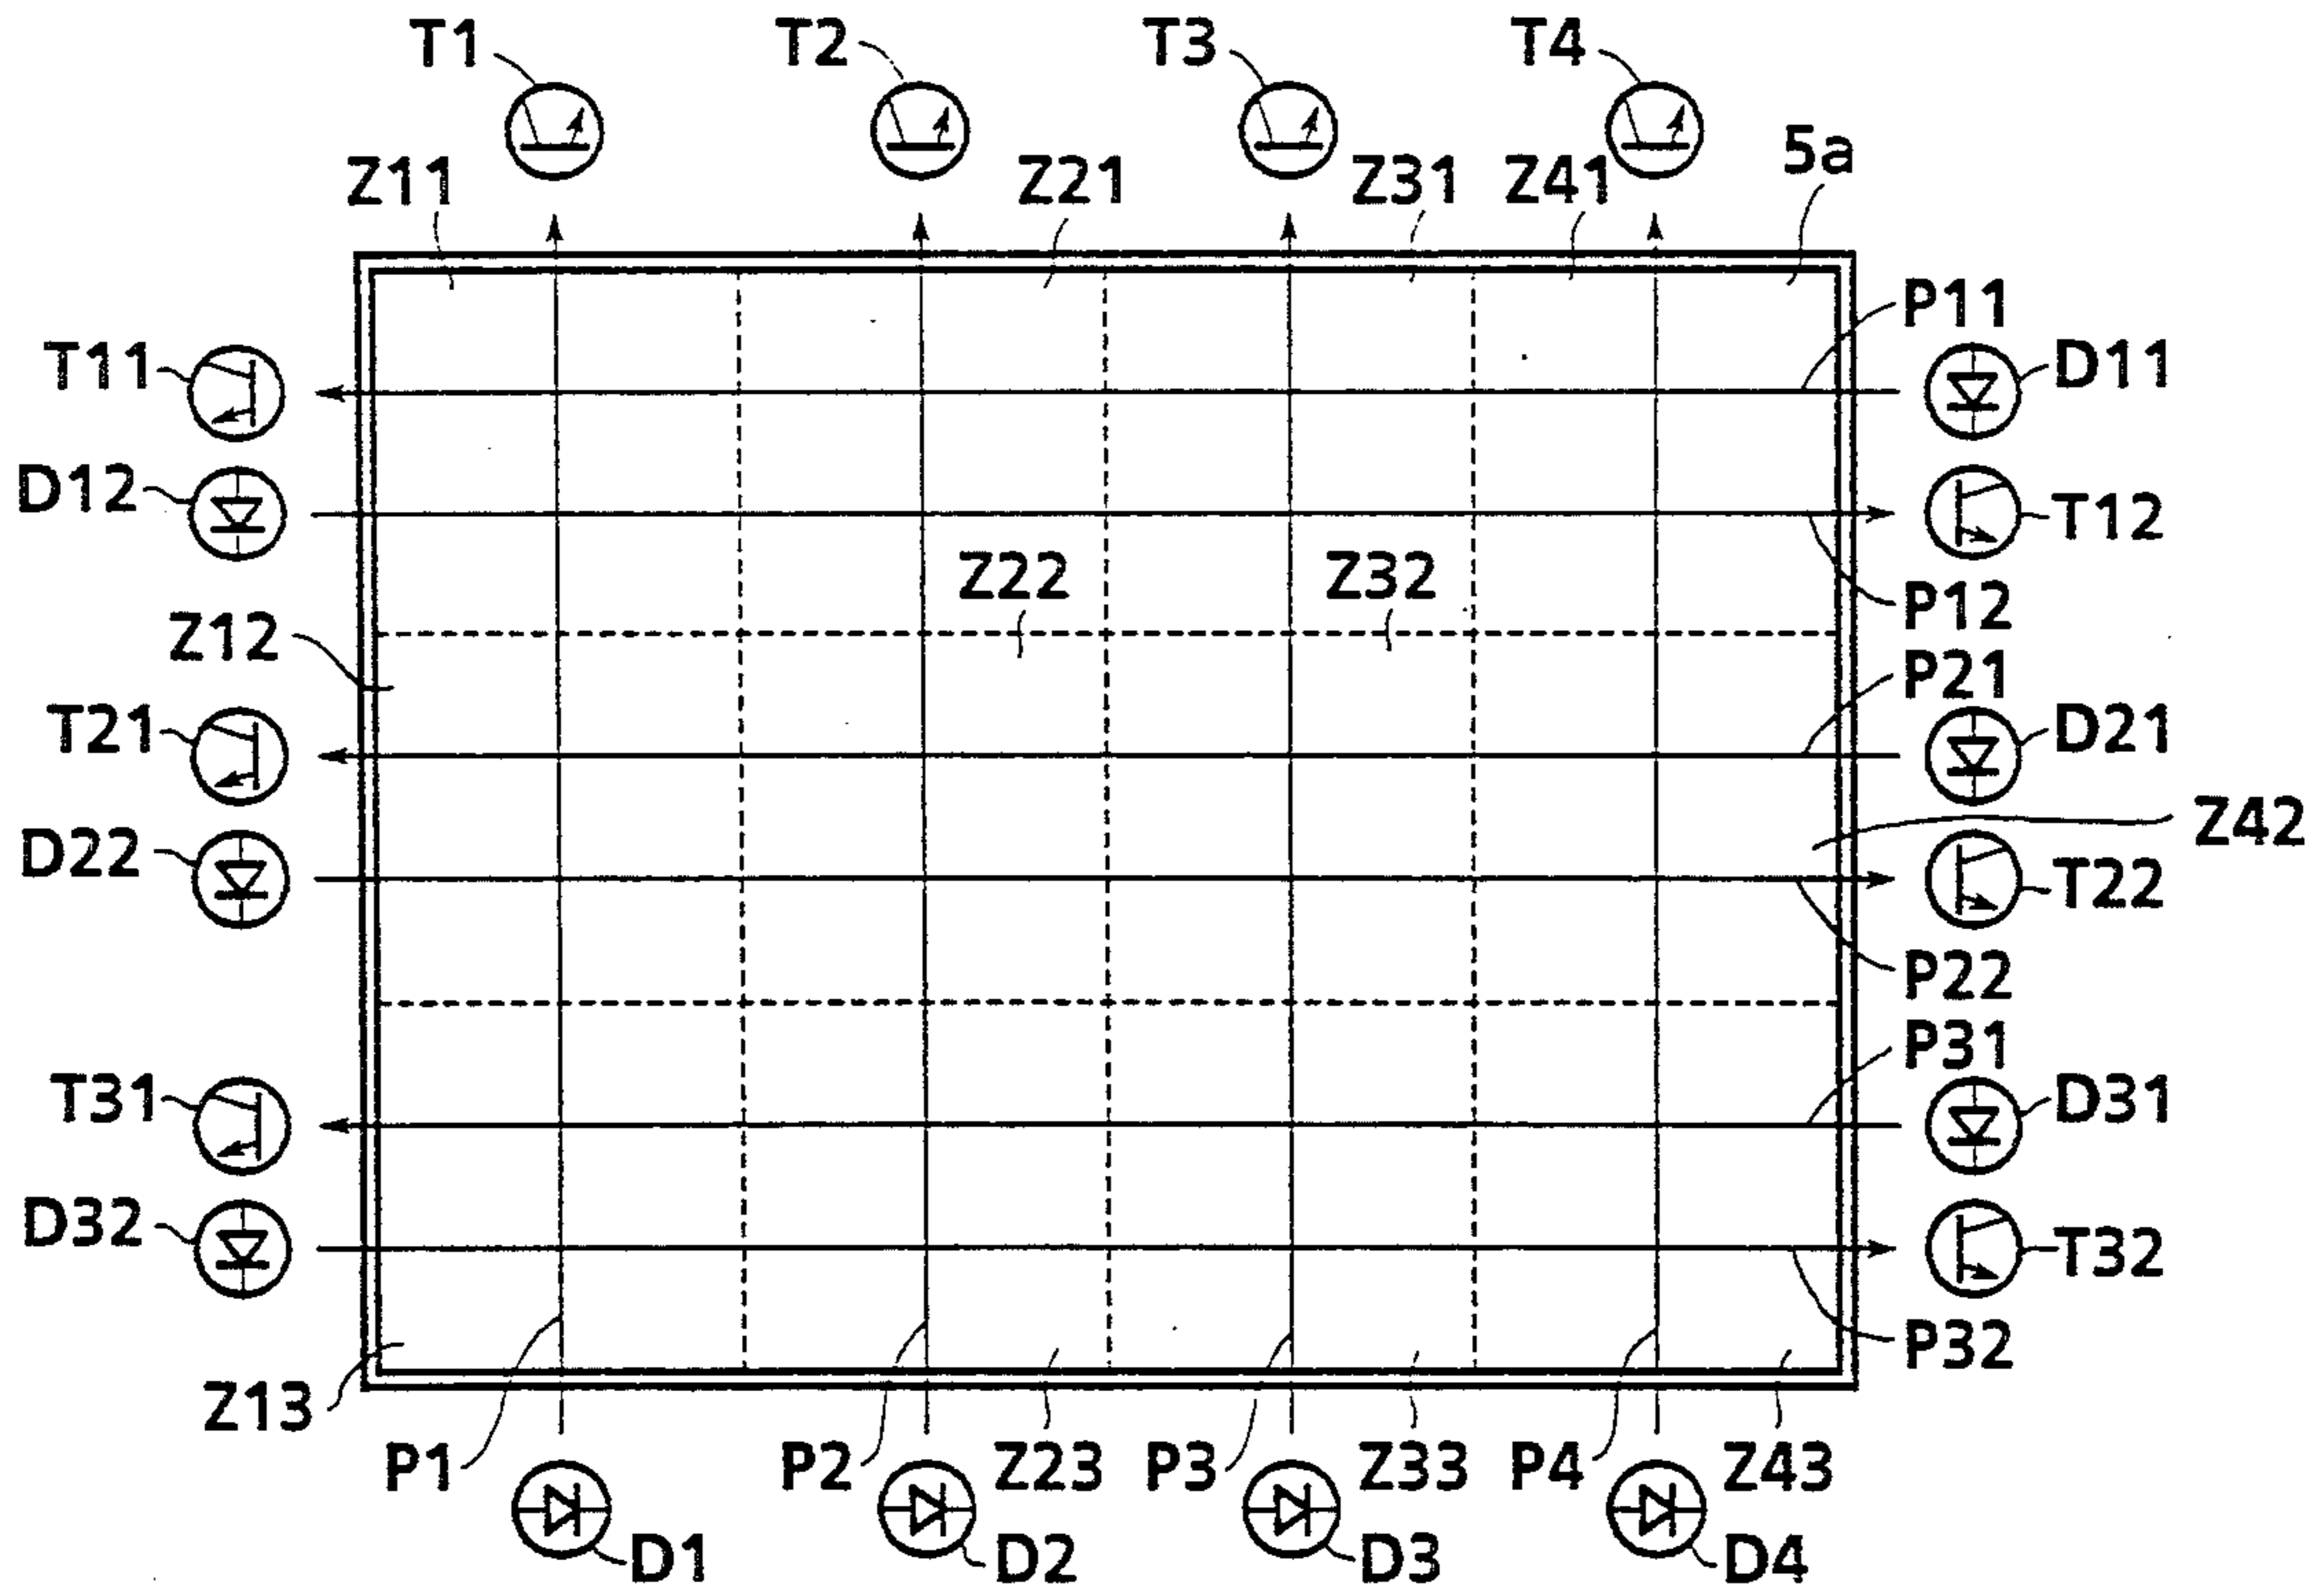 T1 T2 T3 T4
Z11 Z21 Z31 Z41 5a
P11
T11 D11
D12 T12
Z22 Z32 P12
Z12 P21
T21 D21
Z42
D22 T22
P22
P31
T31 D31
D32 T32
P32
Z13
P1 P2 Z23 P3 Z33 P4 Z43
D1 D2 D3 D4